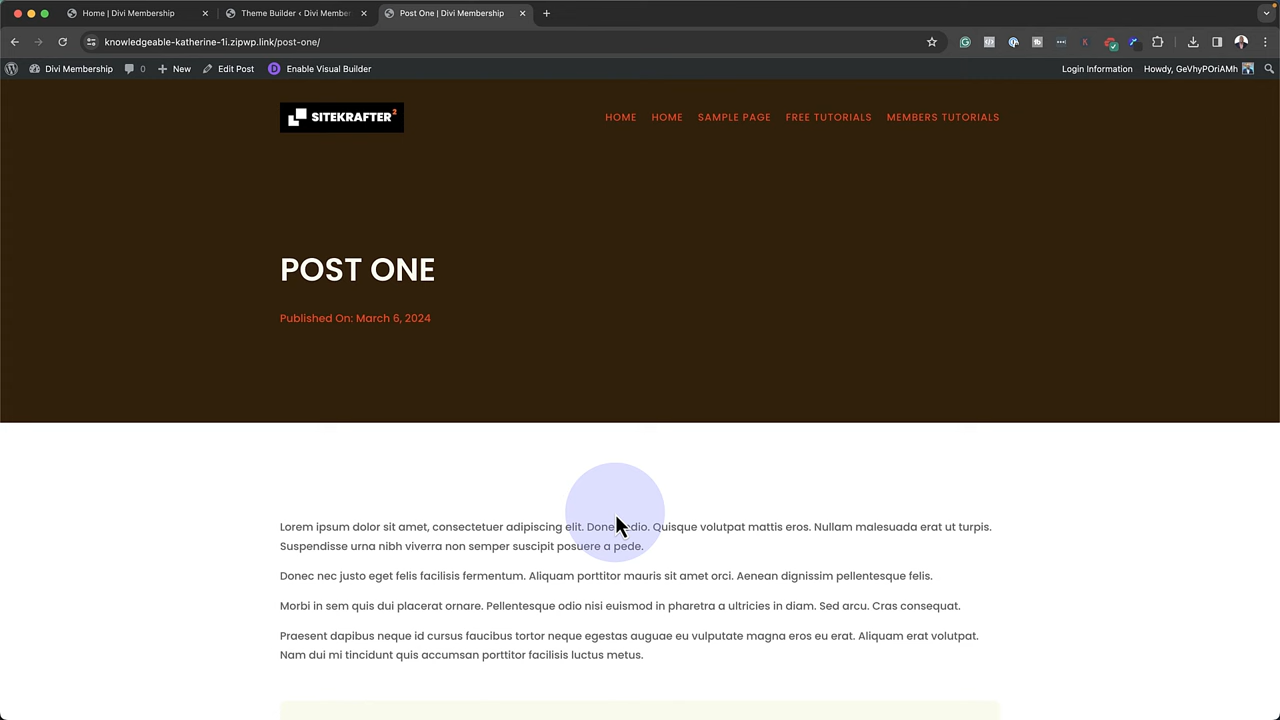 Home | Divi Membership
Theme Builder ‹ Divi Member
Post One | Divi Membership
knowledgeable-katherine-1i.zipwp.link/post-one/
Divi Membership
0
New
Edit Post
Enable Visual Builder
Login Information
Howdy, GeVhyPOriAMh
SITEKRAFTER²
HOME
HOME
SAMPLE PAGE
FREE TUTORIALS
MEMBERS TUTORIALS
POST ONE
Published On: March 6, 2024
Lorem ipsum dolor sit amet, consectetuer adipiscing elit. Donec odio. Quisque volutpat mattis eros. Nullam malesuada erat ut turpis.
Suspendisse urna nibh viverra non semper suscipit posuere a pede.
Donec nec justo eget felis facilisis fermentum. Aliquam porttitor mauris sit amet orci. Aenean dignissim pellentesque felis.
Morbi in sem quis dui placerat ornare. Pellentesque odio nisi euismod in pharetra a ultricies in diam. Sed arcu. Cras consequat.
Praesent dapibus neque id cursus faucibus tortor neque egestas auguae eu vulputate magna eros eu erat. Aliquam erat volutpat.
Nam dui mi tincidunt quis accumsan porttitor facilisis luctus metus.